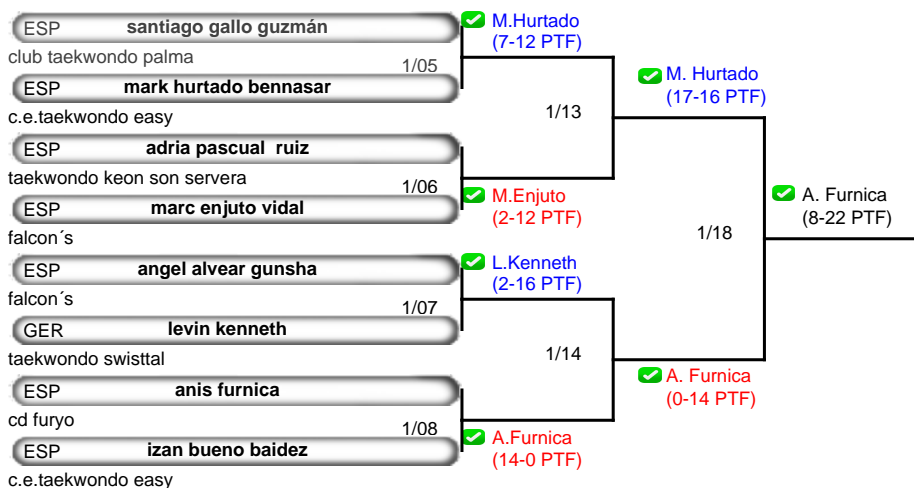 ESP santiago gallo guzmán
club taekwondo palma
1/05
ESP mark hurtado bennasar
c.e.taekwondo easy
ESP adria pascual ruiz
taekwondo keon son servera
1/06
ESP marc enjuto vidal
falcon´s
ESP angel alvear gunsha
falcon´s
1/07
GER levin kenneth
taekwondo swisttal
ESP anis furnica
cd furyo
1/08
ESP izan bueno baidez
c.e.taekwondo easy
M.Hurtado
(7-12 PTF)
1/13
M.Enjuto
(2-12 PTF)
L.Kenneth
(2-16 PTF)
1/14
A.Furnica
(14-0 PTF)
M. Hurtado
(17-16 PTF)
1/18
A. Furnica
(0-14 PTF)
A. Furnica
(8-22 PTF)